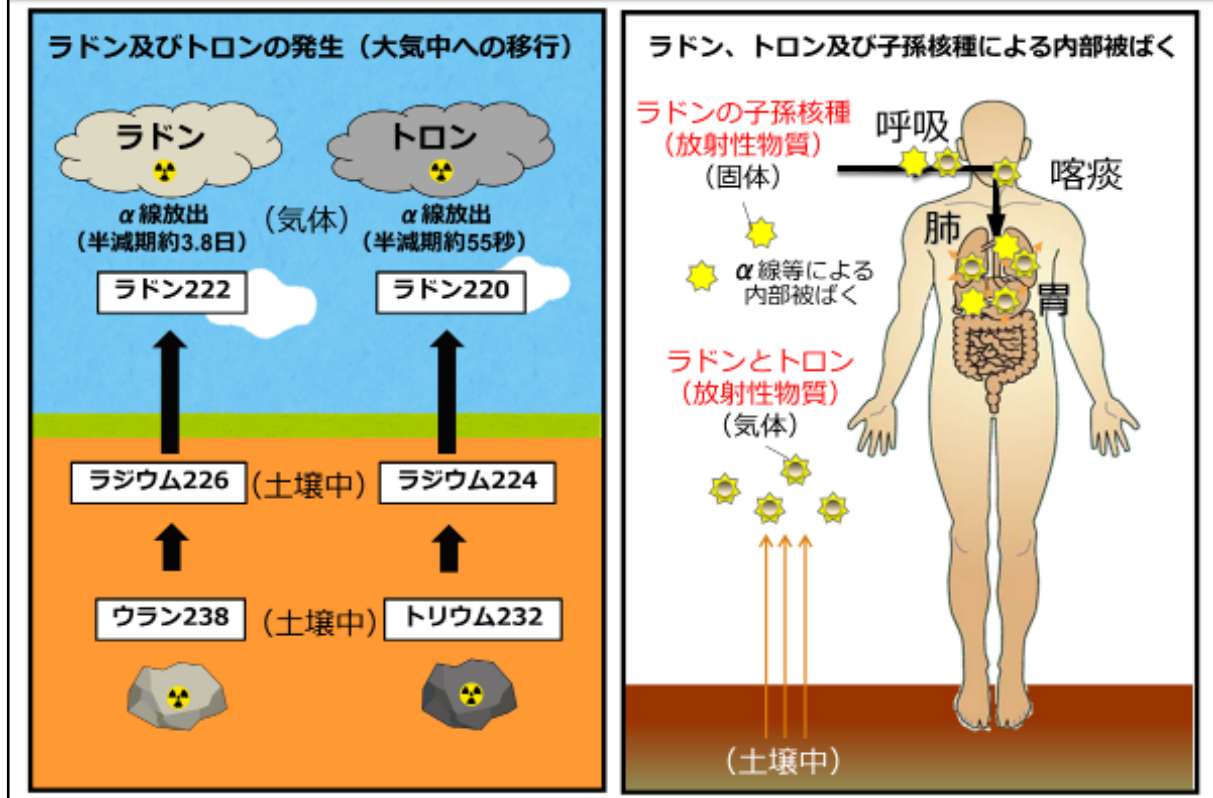 ラドン及びトロンの発生（大気中への移行）
ラドン
トロン
α線放出
（半減期約3.8日）
（気体）
α線放出
（半減期約55秒）
ラドン222
ラドン220
ラジウム226
（土壌中）
ラジウム224
ウラン238
（土壌中）
トリウム232
ラドン、トロン及び子孫核種による内部被ばく
ラドンの子孫核種
（放射性物質）
（固体）
呼吸
喀痰
肺
α線等による
内部被ばく
胃
ラドンとトロン
（放射性物質）
（気体）
（土壌中）